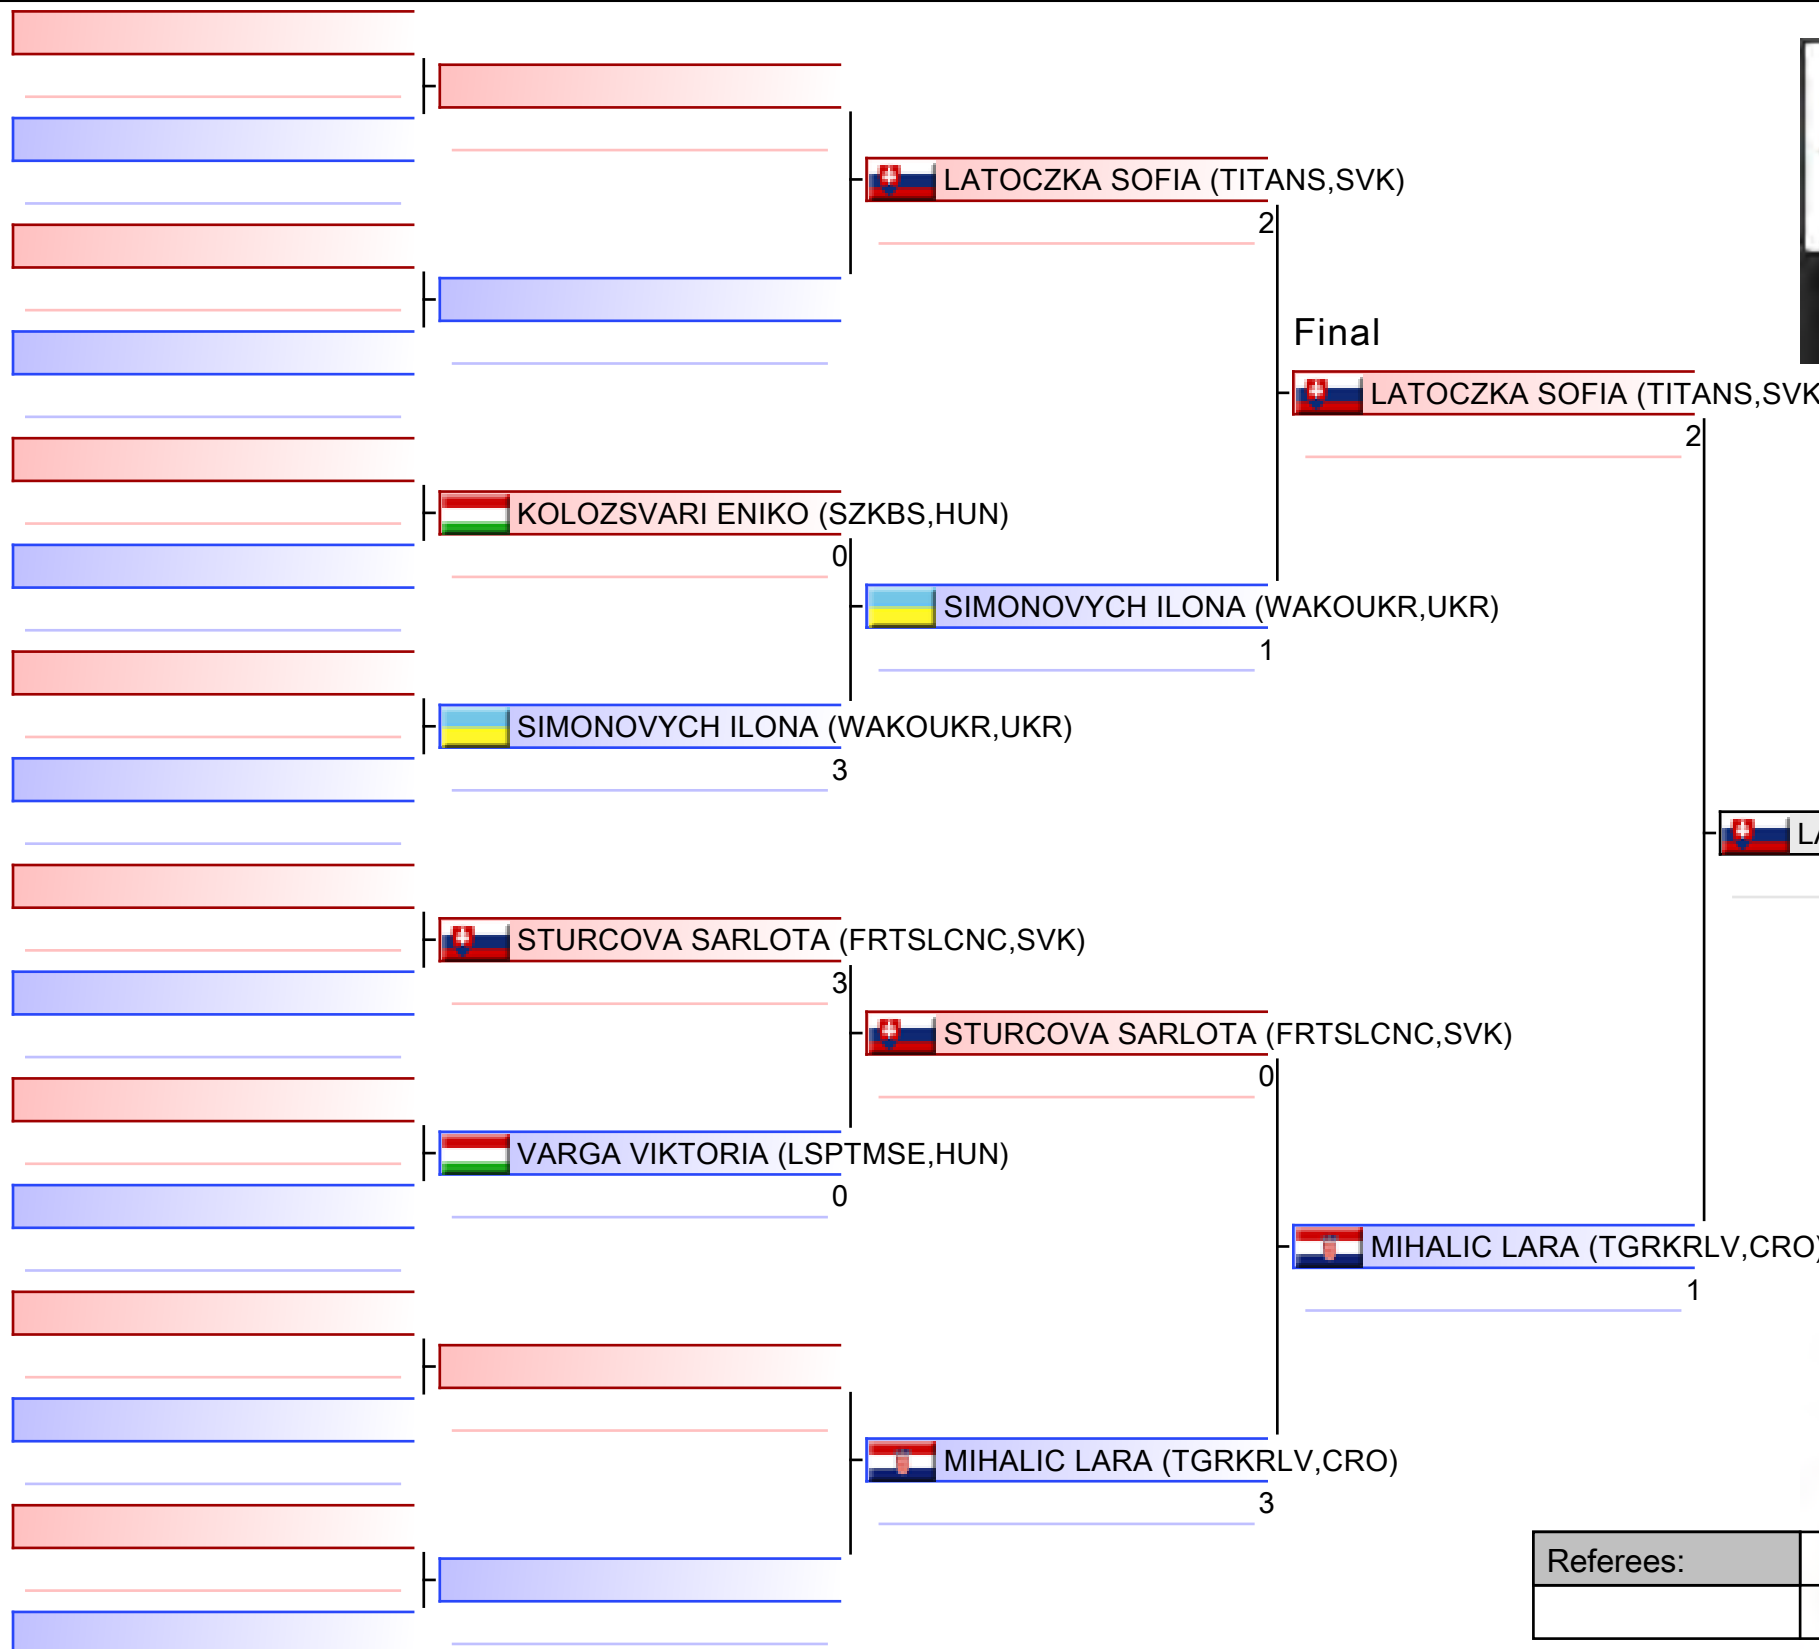 LATOCZKA SOFIA (TITANS,SVK)
2
Final
LATOCZKA SOFIA (TITANS,SVK
2
KOLOZSVARI ENIKO (SZKBS,HUN)
0
SIMONOVYCH ILONA (WAKOUKR,UKR)
1
SIMONOVYCH ILONA (WAKOUKR,UKR)
3
LA
STURCOVA SARLOTA (FRTSLCNC,SVK)
3
STURCOVA SARLOTA (FRTSLCNC,SVK)
0
VARGA VIKTORIA (LSPTMSE,HUN)
0
MIHALIC LARA (TGRKRLV,CRO)
1
MIHALIC LARA (TGRKRLV,CRO)
3
Referees: